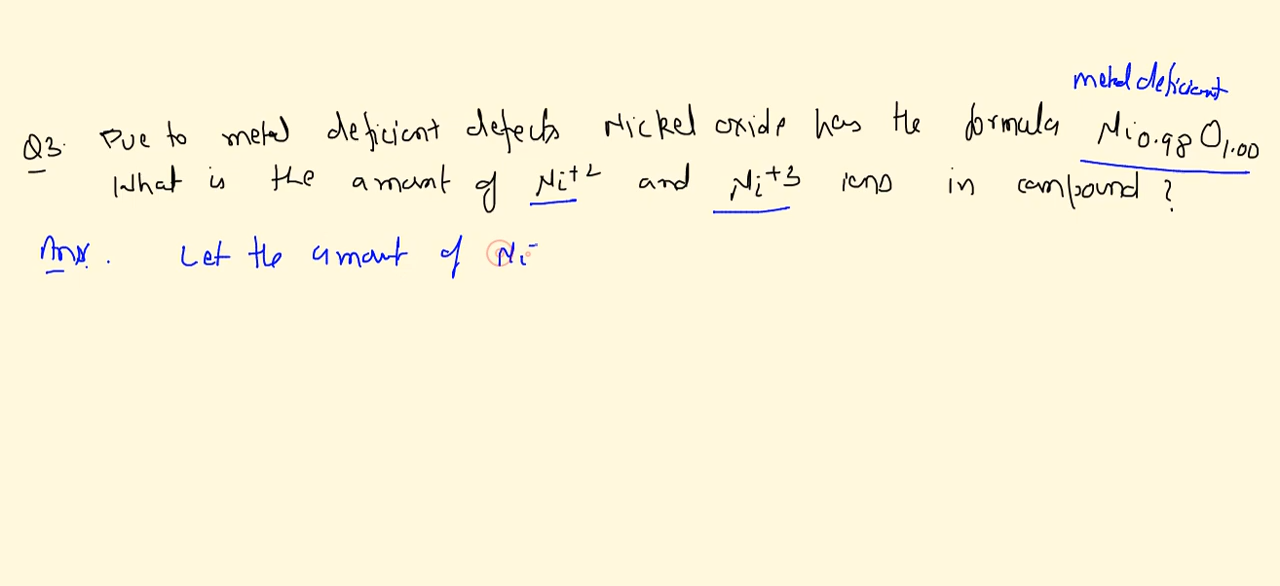 metal deficient
Q3. Due to metal deficient defects Nickel oxide has the formula Ni0.98O1.00
What is the amount of Ni+2 and Ni+3 ions in compound ?
Ans. Let the amount of Ni